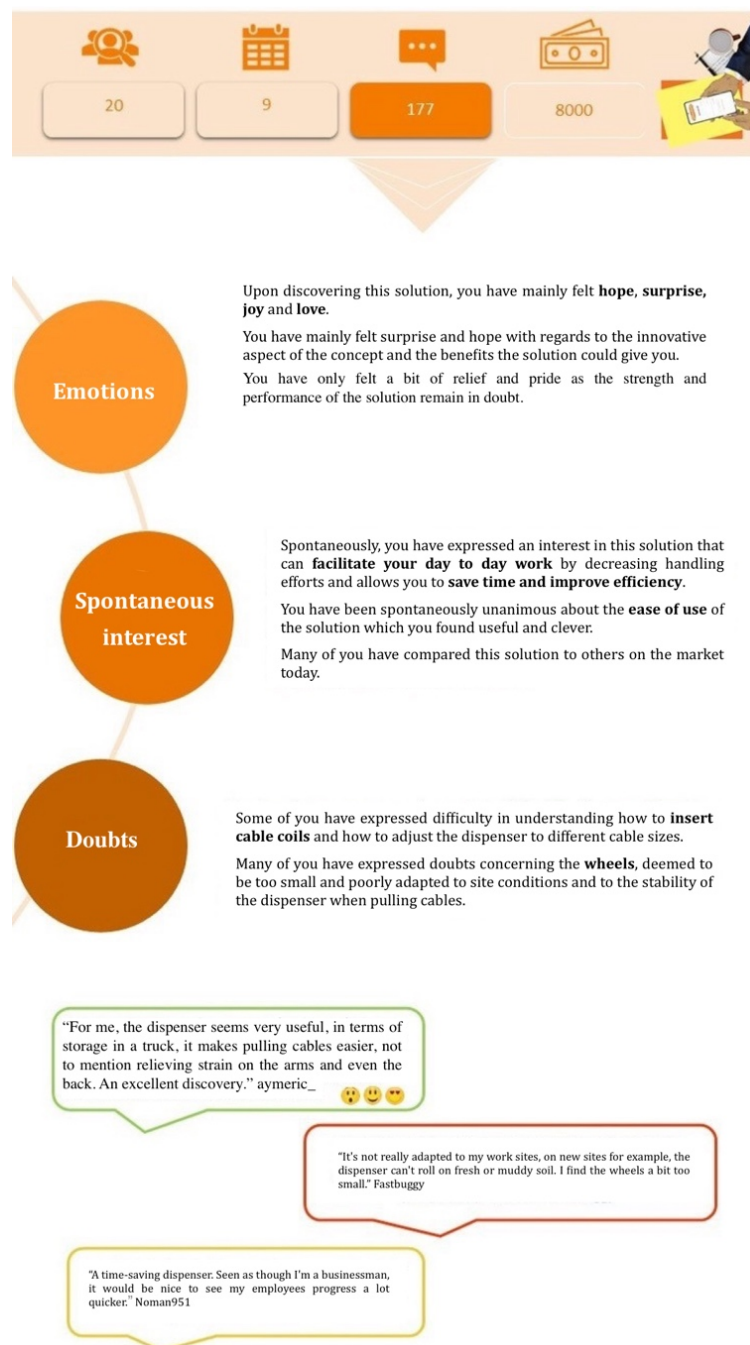 20
9
177
8000
Upon discovering this solution, you have mainly felt hope, surprise,
joy and love.
You have mainly felt surprise and hope with regards to the innovative
aspect of the concept and the benefits the solution could give you.
You have only felt a bit of relief and pride as the strength and
performance of the solution remain in doubt.
Emotions
Spontaneously, you have expressed an interest in this solution that
can facilitate your day to day work by decreasing handling
efforts and allows you to save time and improve efficiency.
You have been spontaneously unanimous about the ease of use of
the solution which you found useful and clever.
Many of you have compared this solution to others on the market
today.
Spontaneous
interest
Some of you have expressed difficulty in understanding how to insert
cable coils and how to adjust the dispenser to different cable sizes.
Many of you have expressed doubts concerning the wheels, deemed to
be too small and poorly adapted to site conditions and to the stability of
the dispenser when pulling cables.
Doubts
“For me, the dispenser seems very useful, in terms of
storage in a truck, it makes pulling cables easier, not
to mention relieving strain on the arms and even the
back. An excellent discovery.” aymeric_
"It's not really adapted to my work sites, on new sites for example, the
dispenser can't roll on fresh or muddy soil. I find the wheels a bit too
small." Fastbuggy
"A time-saving dispenser. Seen as though I'm a businessman,
it would be nice to see my employees progress a lot
quicker." Noman951